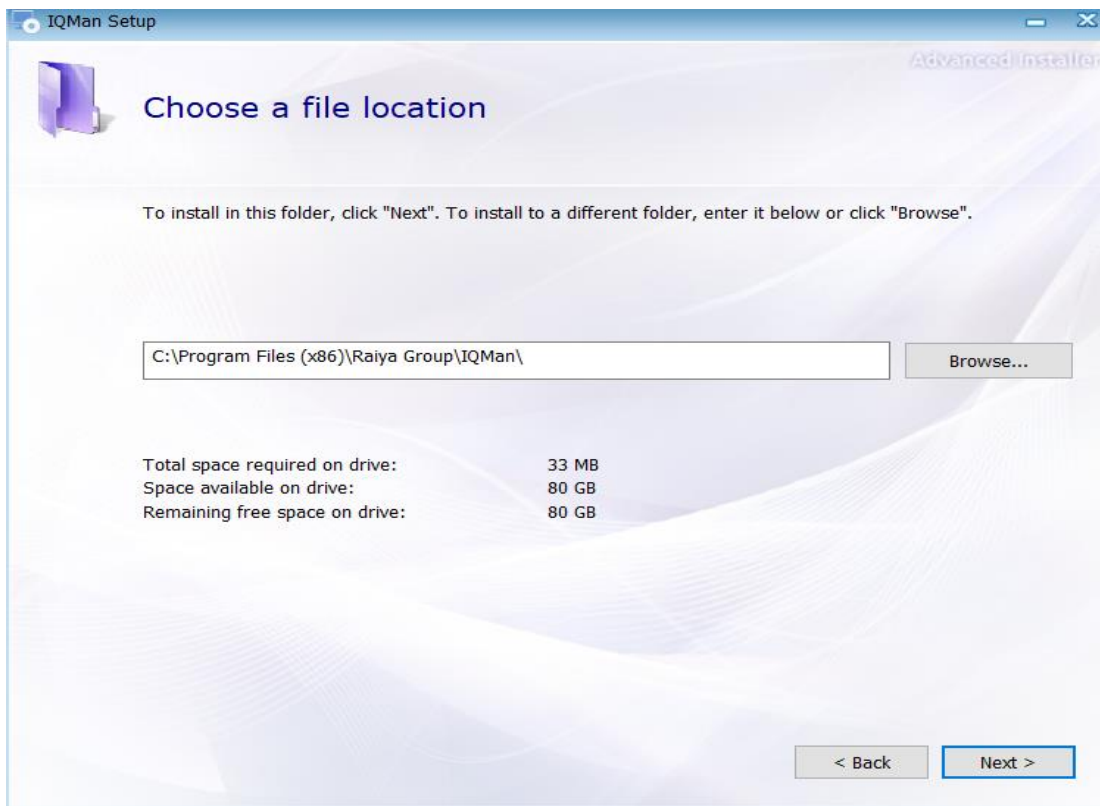 IQMan Setup
Advanced Installer
Choose a file location
To install in this folder, click "Next". To install to a different folder, enter it below or click "Browse".
C:\Program Files (x86)\Raiya Group\IQMan\
Browse...
Total space required on drive: 33 MB
Space available on drive: 80 GB
Remaining free space on drive: 80 GB
< Back
Next >